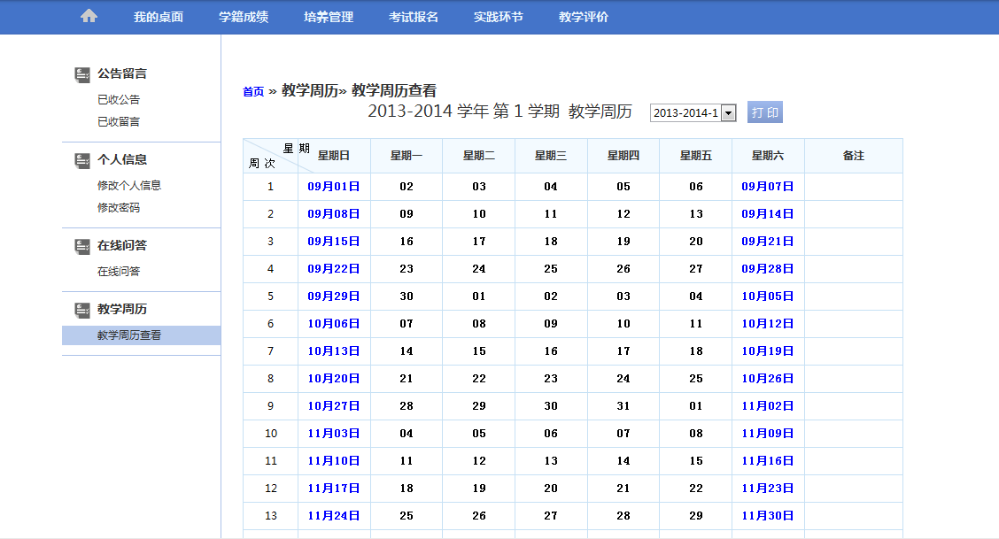 我的桌面 学籍成绩 培养管理 考试报名 实践环节 教学评价
公告留言
已收公告
已收留言
个人信息
修改个人信息
修改密码
在线问答
在线问答
教学周历
教学周历查看
首页 » 教学周历» 教学周历查看
2013-2014 学年 第 1 学期 教学周历 2013-2014-1 打 印
星 期
周 次 星期日 星期一 星期二 星期三 星期四 星期五 星期六 备注
1 09月01日 02 03 04 05 06 09月07日
2 09月08日 09 10 11 12 13 09月14日
3 09月15日 16 17 18 19 20 09月21日
4 09月22日 23 24 25 26 27 09月28日
5 09月29日 30 01 02 03 04 10月05日
6 10月06日 07 08 09 10 11 10月12日
7 10月13日 14 15 16 17 18 10月19日
8 10月20日 21 22 23 24 25 10月26日
9 10月27日 28 29 30 31 01 11月02日
10 11月03日 04 05 06 07 08 11月09日
11 11月10日 11 12 13 14 15 11月16日
12 11月17日 18 19 20 21 22 11月23日
13 11月24日 25 26 27 28 29 11月30日